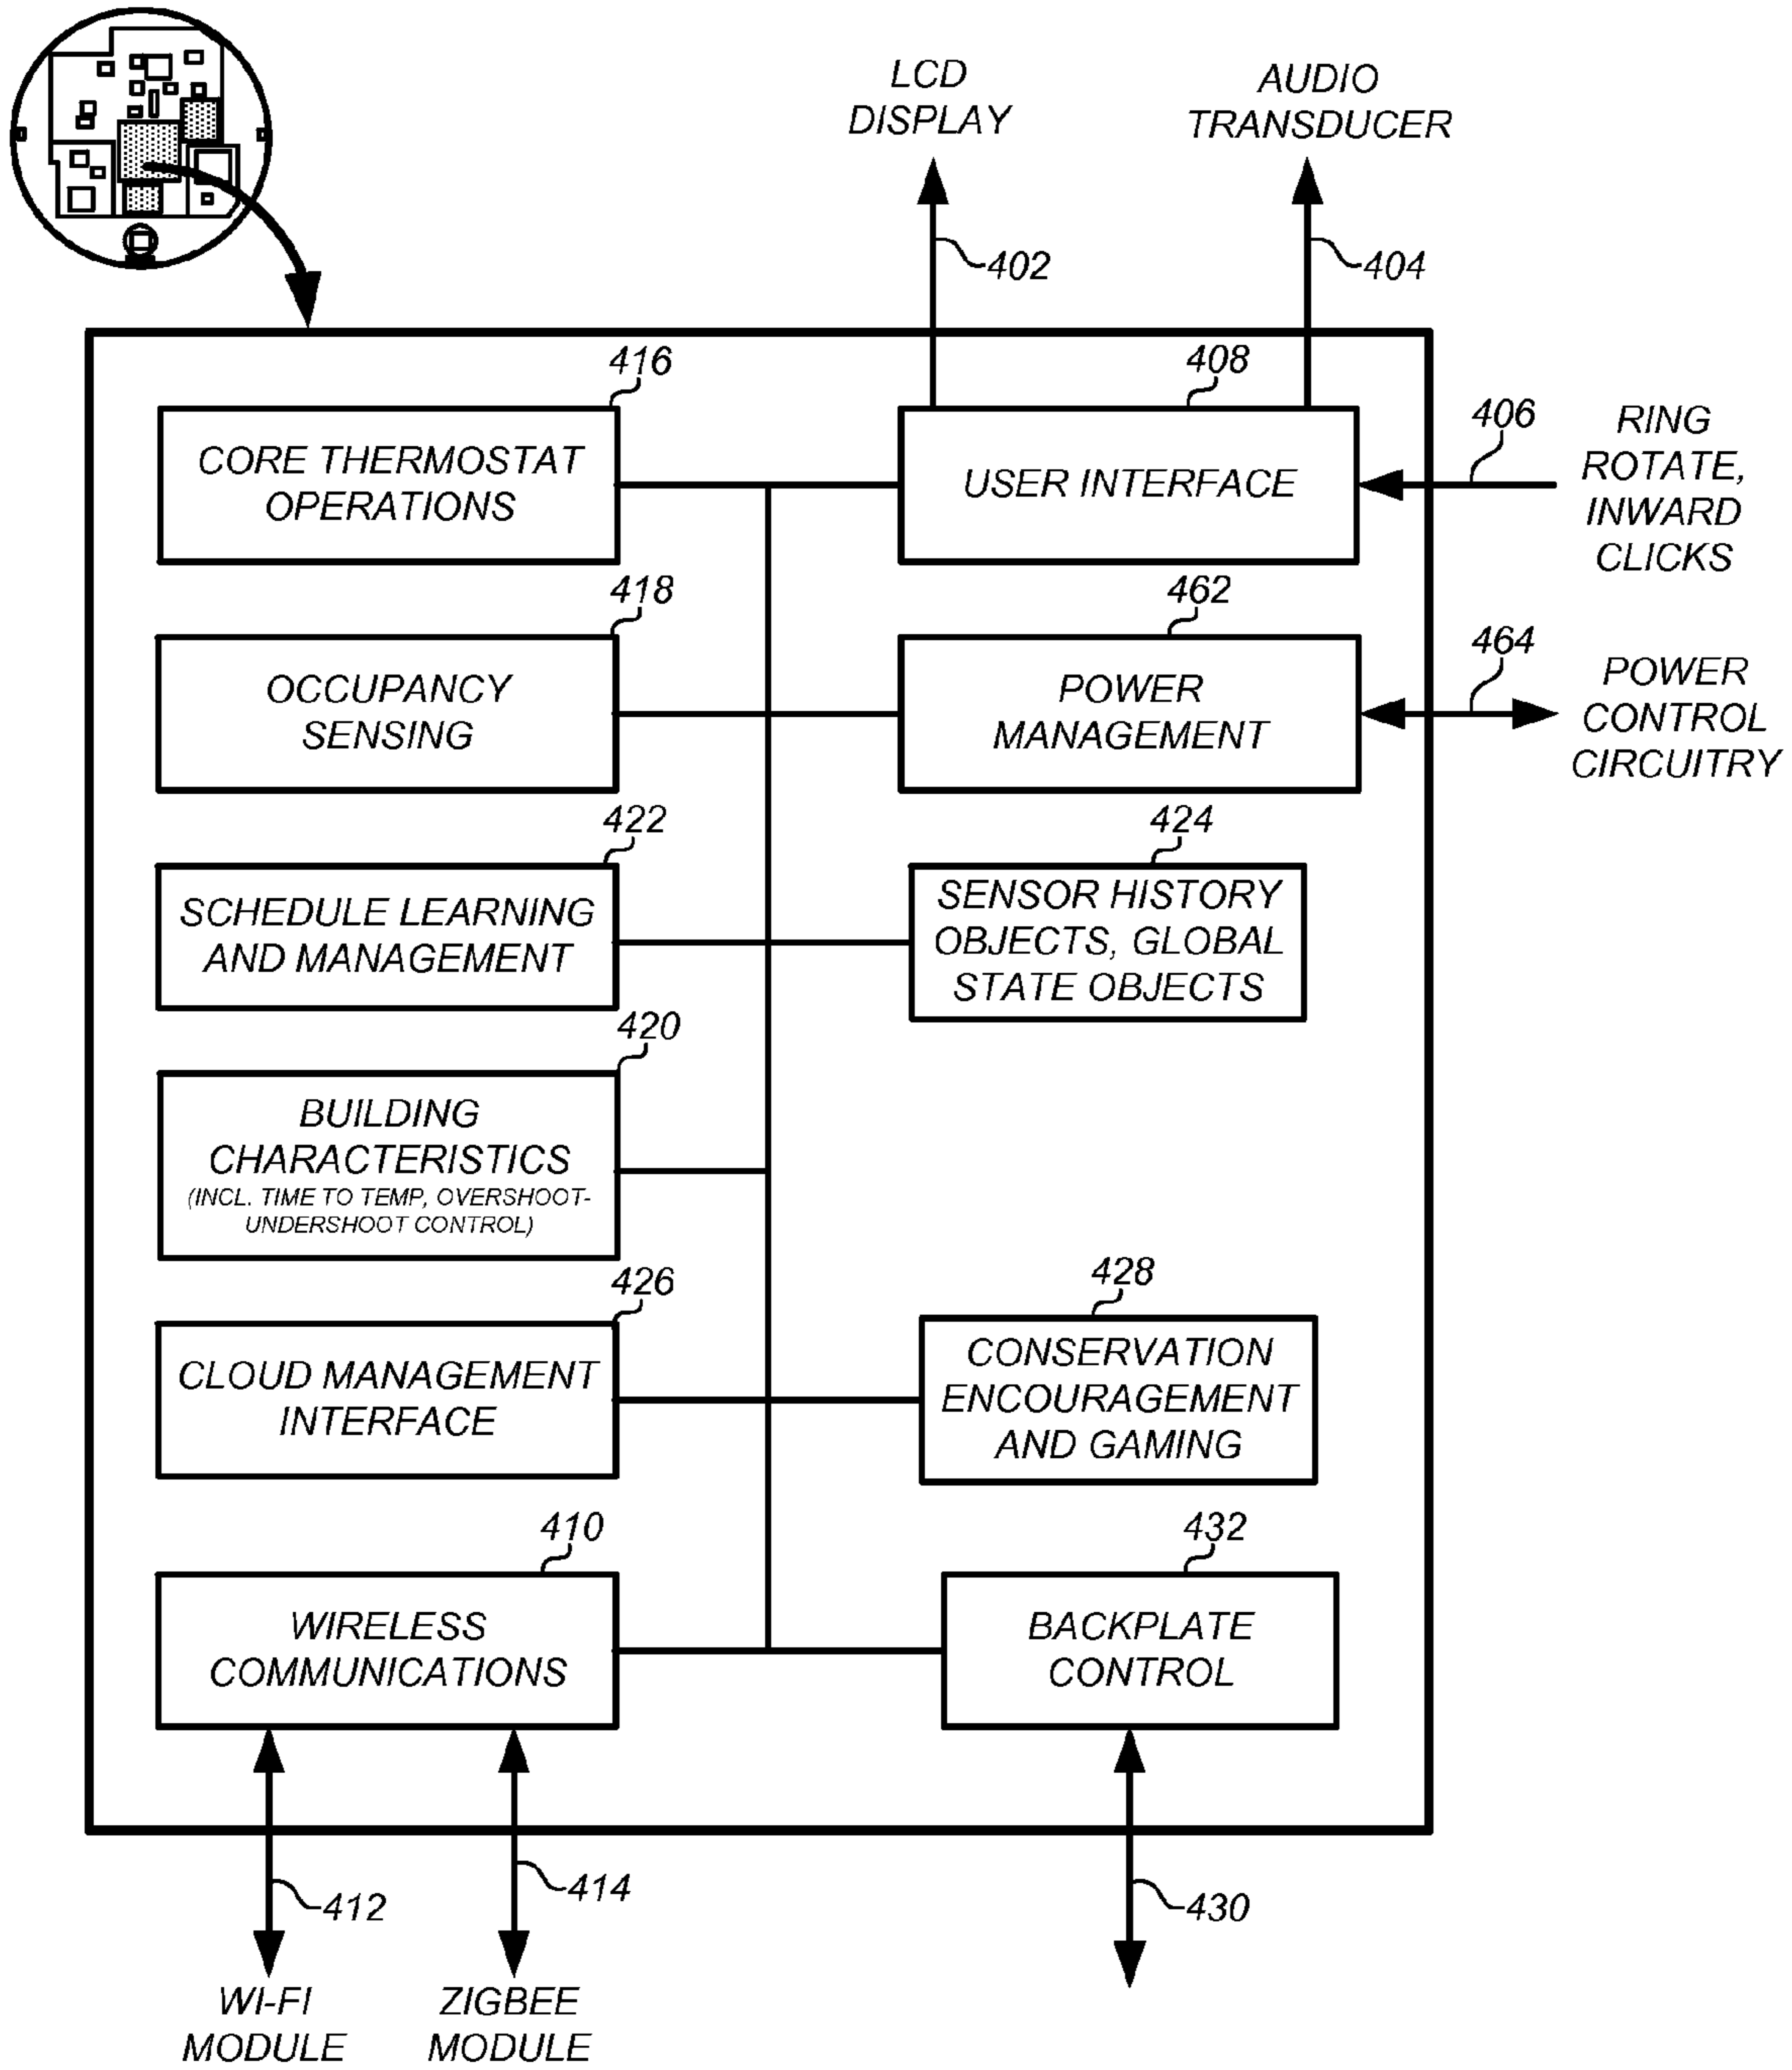 LCD
DISPLAY
AUDIO
TRANSDUCER
402
404
416
408
CORE THERMOSTAT
OPERATIONS
USER INTERFACE
406
RING
ROTATE,
INWARD
CLICKS
418
462
OCCUPANCY
SENSING
POWER
MANAGEMENT
464
POWER
CONTROL
CIRCUITRY
422
424
SCHEDULE LEARNING
AND MANAGEMENT
SENSOR HISTORY
OBJECTS, GLOBAL
STATE OBJECTS
420
BUILDING
CHARACTERISTICS
(INCL. TIME TO TEMP, OVERSHOOT-
UNDERSHOOT CONTROL)
426
428
CLOUD MANAGEMENT
INTERFACE
CONSERVATION
ENCOURAGEMENT
AND GAMING
410
432
WIRELESS
COMMUNICATIONS
BACKPLATE
CONTROL
412
414
430
WI-FI
MODULE
ZIGBEE
MODULE